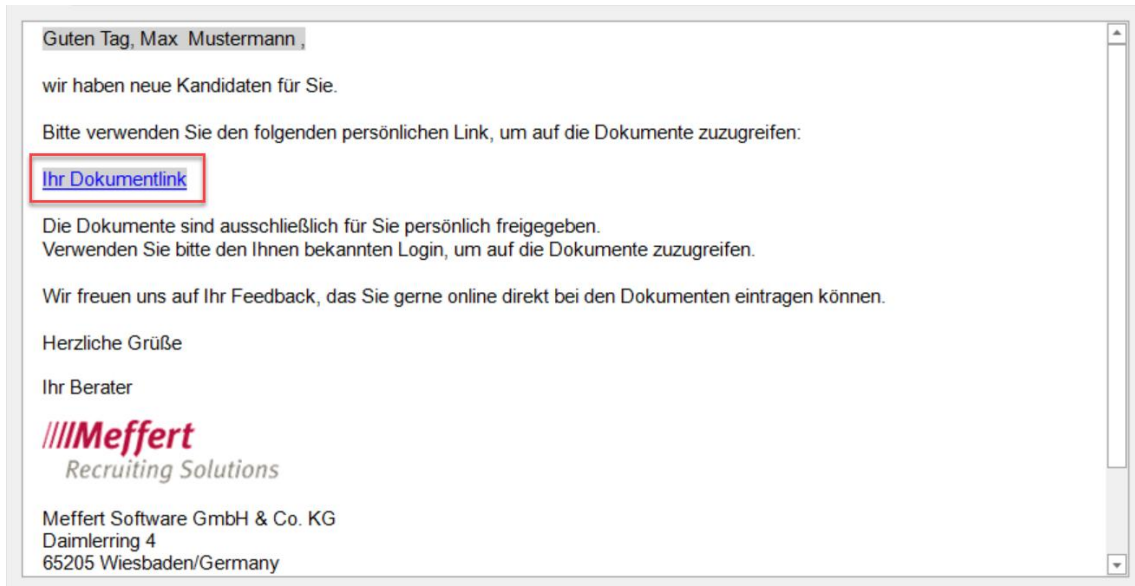 Guten Tag, Max  Mustermann ,
wir haben neue Kandidaten für Sie.
Bitte verwenden Sie den folgenden persönlichen Link, um auf die Dokumente zuzugreifen:
Ihr Dokumentlink
Die Dokumente sind ausschließlich für Sie persönlich freigegeben.
Verwenden Sie bitte den Ihnen bekannten Login, um auf die Dokumente zuzugreifen.
Wir freuen uns auf Ihr Feedback, das Sie gerne online direkt bei den Dokumenten eintragen können.
Herzliche Grüße
Ihr Berater
////Meffert
Recruiting Solutions
Meffert Software GmbH & Co. KG
Daimlerring 4
65205 Wiesbaden/Germany